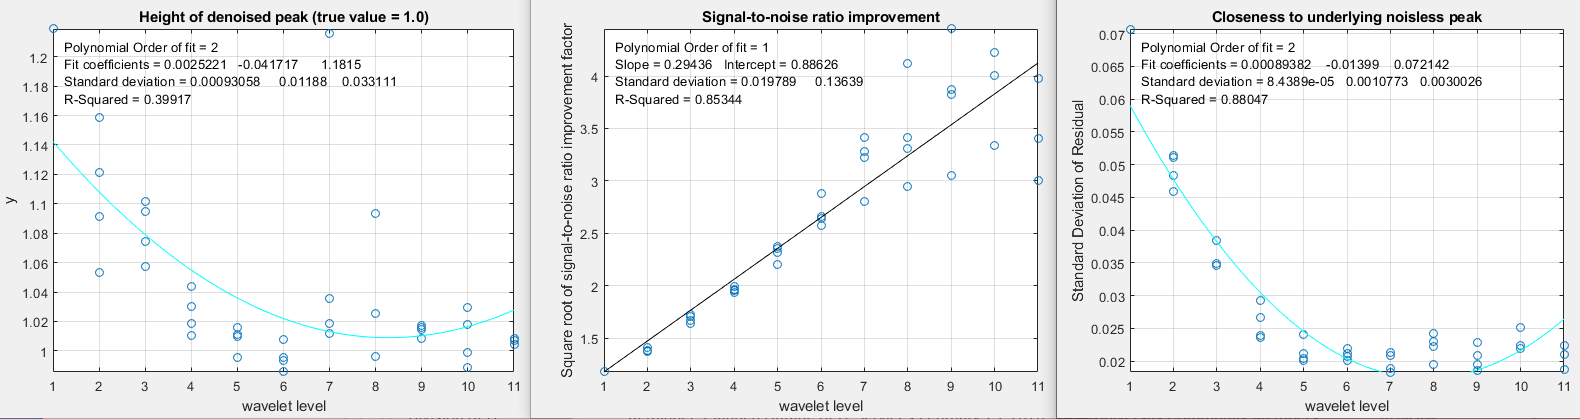 Height of denoised peak (true value = 1.0)
Polynomial Order of fit = 2
Fit coefficients = 0.0025221 -0.041717 1.1815
Standard deviation = 0.00093058 0.01188 0.033111
R-Squared = 0.39917
1.2
1.18
1.16
1.14
1.12
1.1
1.08
1.06
1.04
1.02
1
y
1 2 3 4 5 6 7 8 9 10 11
wavelet level
Signal-to-noise ratio improvement
Polynomial Order of fit = 1
Slope = 0.29436 Intercept = 0.88626
Standard deviation = 0.019789 0.13639
R-Squared = 0.85344
4
3.5
3
2.5
2
1.5
Square root of signal-to-noise ratio improvement factor
1 2 3 4 5 6 7 8 9 10 11
wavelet level
Closeness to underlying noisless peak
Polynomial Order of fit = 2
Fit coefficients = 0.00089382 -0.01399 0.072142
Standard deviation = 8.4389e-05 0.0010773 0.0030026
R-Squared = 0.88047
0.07
0.065
0.06
0.055
0.05
0.045
0.04
0.035
0.03
0.025
0.02
Standard Deviation of Residual
1 2 3 4 5 6 7 8 9 10 11
wavelet level